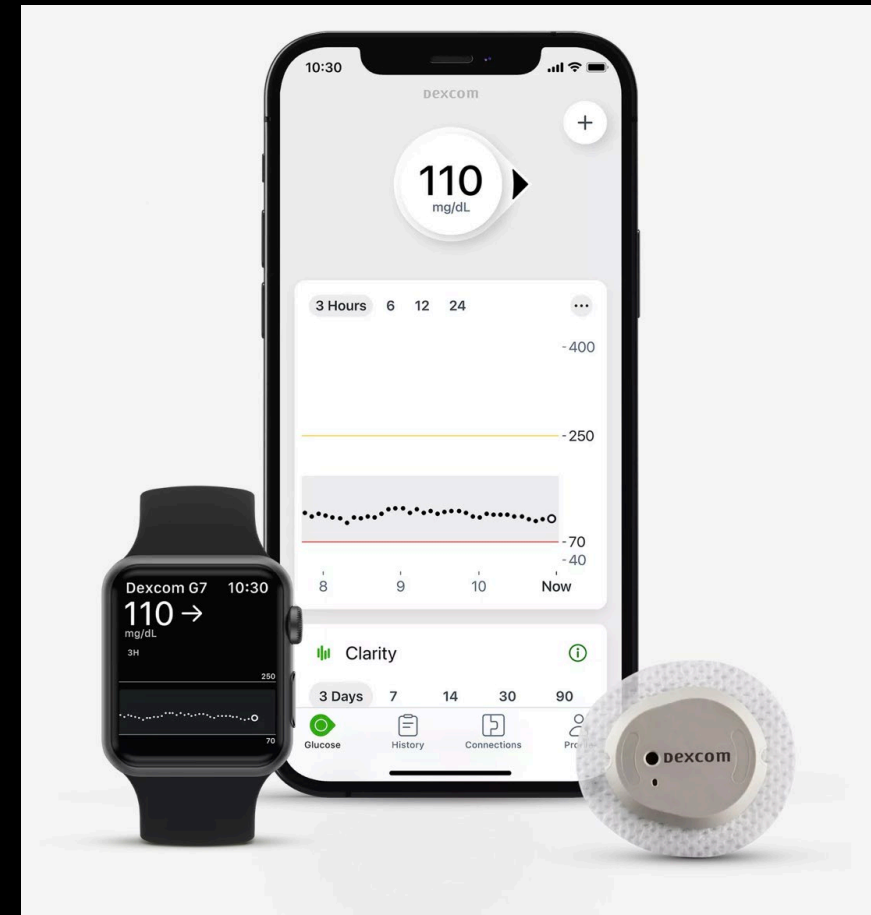 10:30
Dexcom
110
mg/dL
+
3 Hours 6 12 24 ...
-400
-250
-70
-40
8 9 10 Now
Clarity
3 Days 7 14 30 90
Glucose History Connections
Dexcom G7 10:30
110 →
mg/dL
3H
250
70
Dexcom